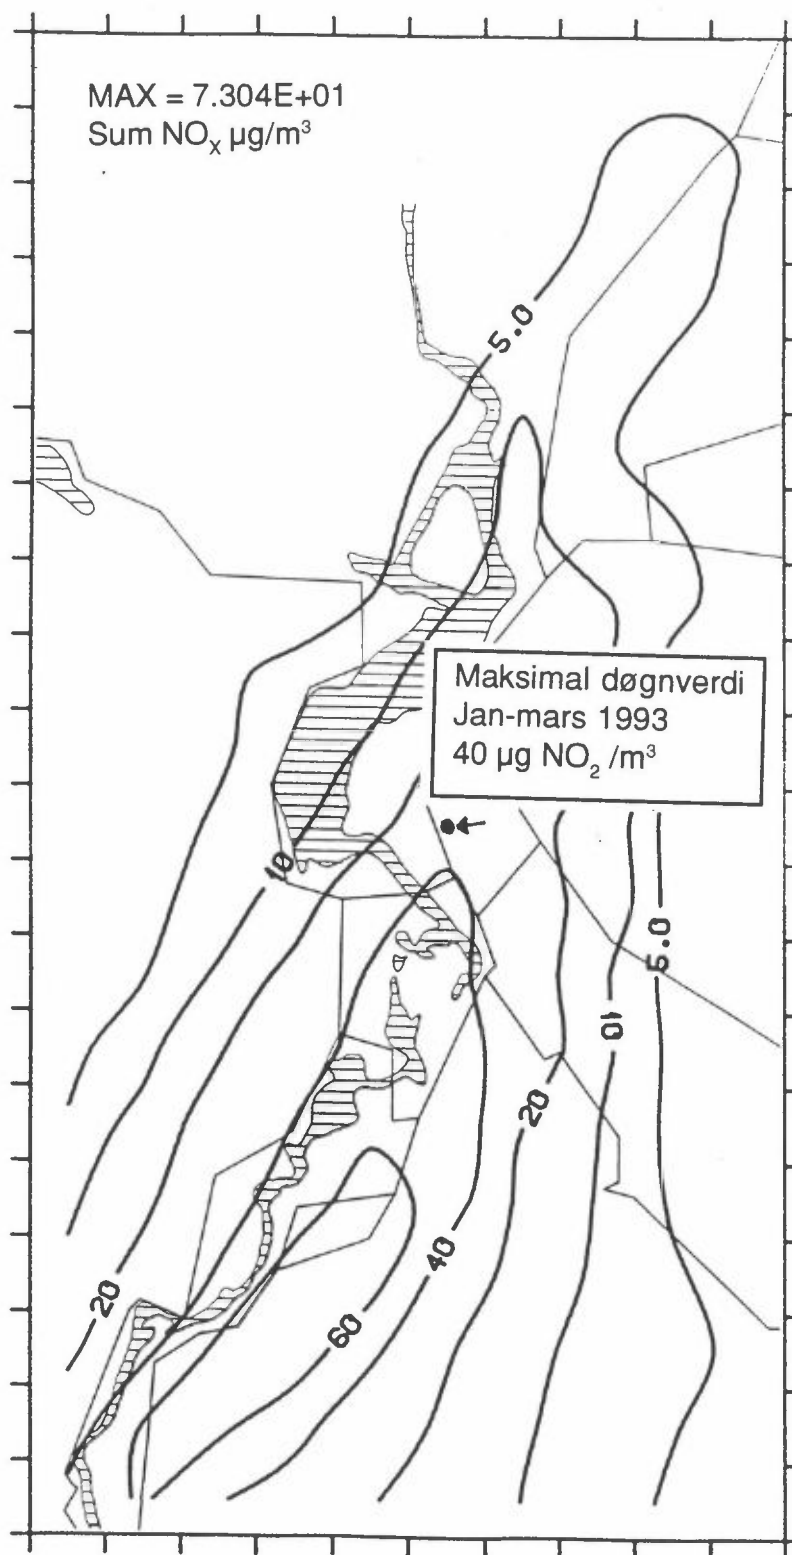 MAX = 7.304E+01
Sum NOₓ µg/m³
5.0
Maksimal døgnverdi
Jan-mars 1993
40 µg NO₂ /m³
10
5.0
10
20
20
40
60